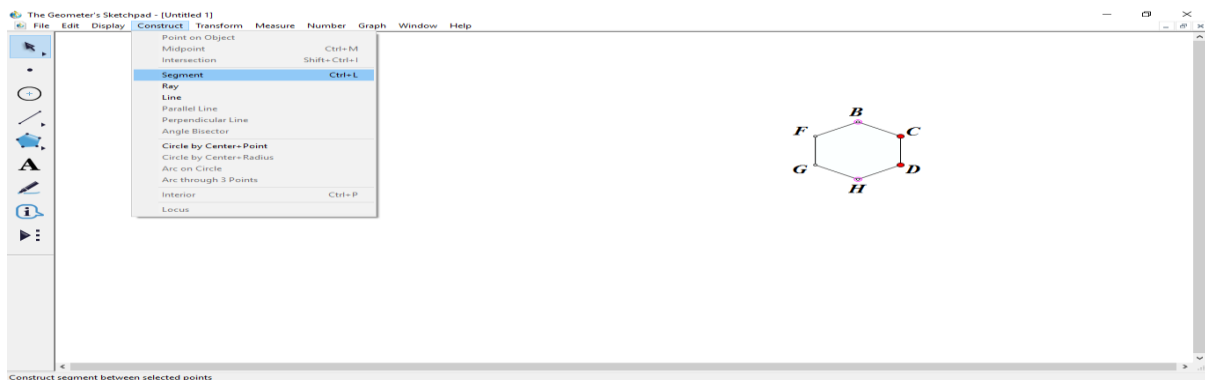 The Geometer's Sketchpad - [Untitled 1]
File Edit Display Construct Transform Measure Number Graph Window Help
Point on Object
Midpoint Ctrl+M
Intersection Shift+Ctrl+I
Segment Ctrl+L
Ray
Line
Parallel Line
Perpendicular Line
Angle Bisector
Circle by Center+Point
Circle by Center+Radius
Arc on Circle
Arc through 3 Points
Interior Ctrl+P
Locus
A
B
F C
G D
H
Construct segment between selected points